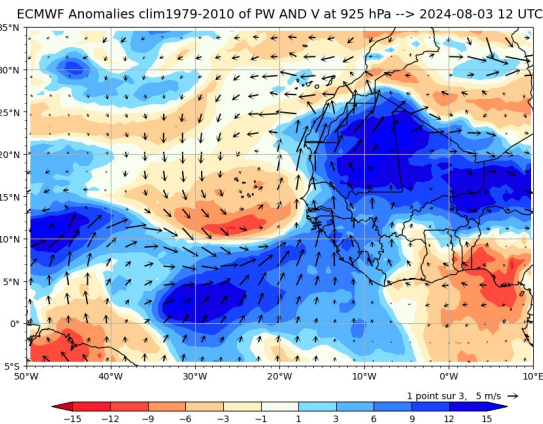 ECMWF Anomalies clim1979-2010 of PW AND V at 925 hPa --> 2024-08-03 12 UTC
35°N
30°N
25°N
20°N
15°N
10°N
5°N
0°
5°S
50°W 40°W 30°W 20°W 10°W 0°W 10°E
1 point sur 3, 5 m/s
−15 −12 −9 −6 −3 −1 1 3 6 9 12 15